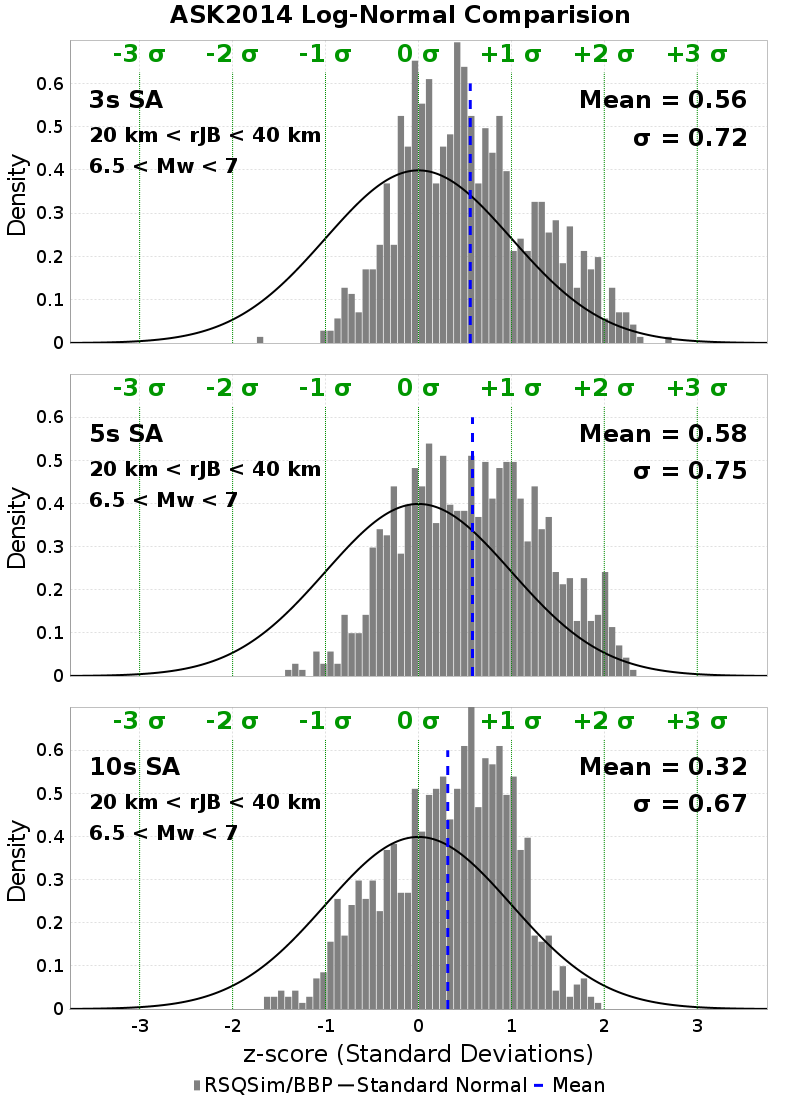 ASK2014 Log-Normal Comparision
-3 σ -2 σ -1 σ 0 σ +1 σ +2 σ +3 σ
3s SA
20 km < rJB < 40 km
6.5 < Mw < 7
Mean = 0.56
σ = 0.72
Density
0.6
0.5
0.4
0.3
0.2
0.1
0
-3 σ -2 σ -1 σ 0 σ +1 σ +2 σ +3 σ
5s SA
20 km < rJB < 40 km
6.5 < Mw < 7
Mean = 0.58
σ = 0.75
Density
0.6
0.5
0.4
0.3
0.2
0.1
0
-3 σ -2 σ -1 σ 0 σ +1 σ +2 σ +3 σ
10s SA
20 km < rJB < 40 km
6.5 < Mw < 7
Mean = 0.32
σ = 0.67
Density
0.6
0.5
0.4
0.3
0.2
0.1
0
-3 -2 -1 0 1 2 3
z-score (Standard Deviations)
RSQSim/BBP Standard Normal Mean